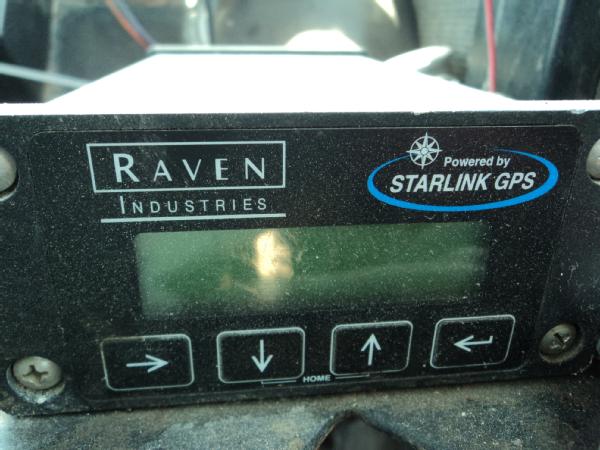 RAVEN
INDUSTRIES
Powered by
STARLINK GPS
HOME